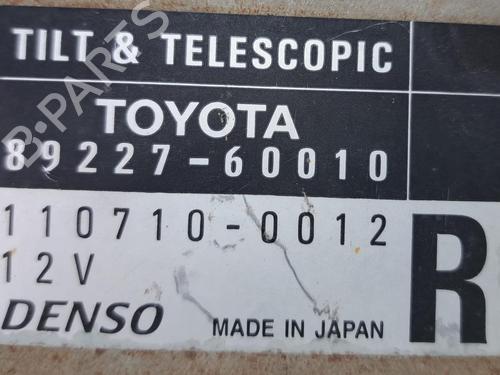 TILT & TELESCOPIC
TOYOTA
89227-60010
110710-0012
12V
R
DENSO
MADE IN JAPAN
B-PARTS